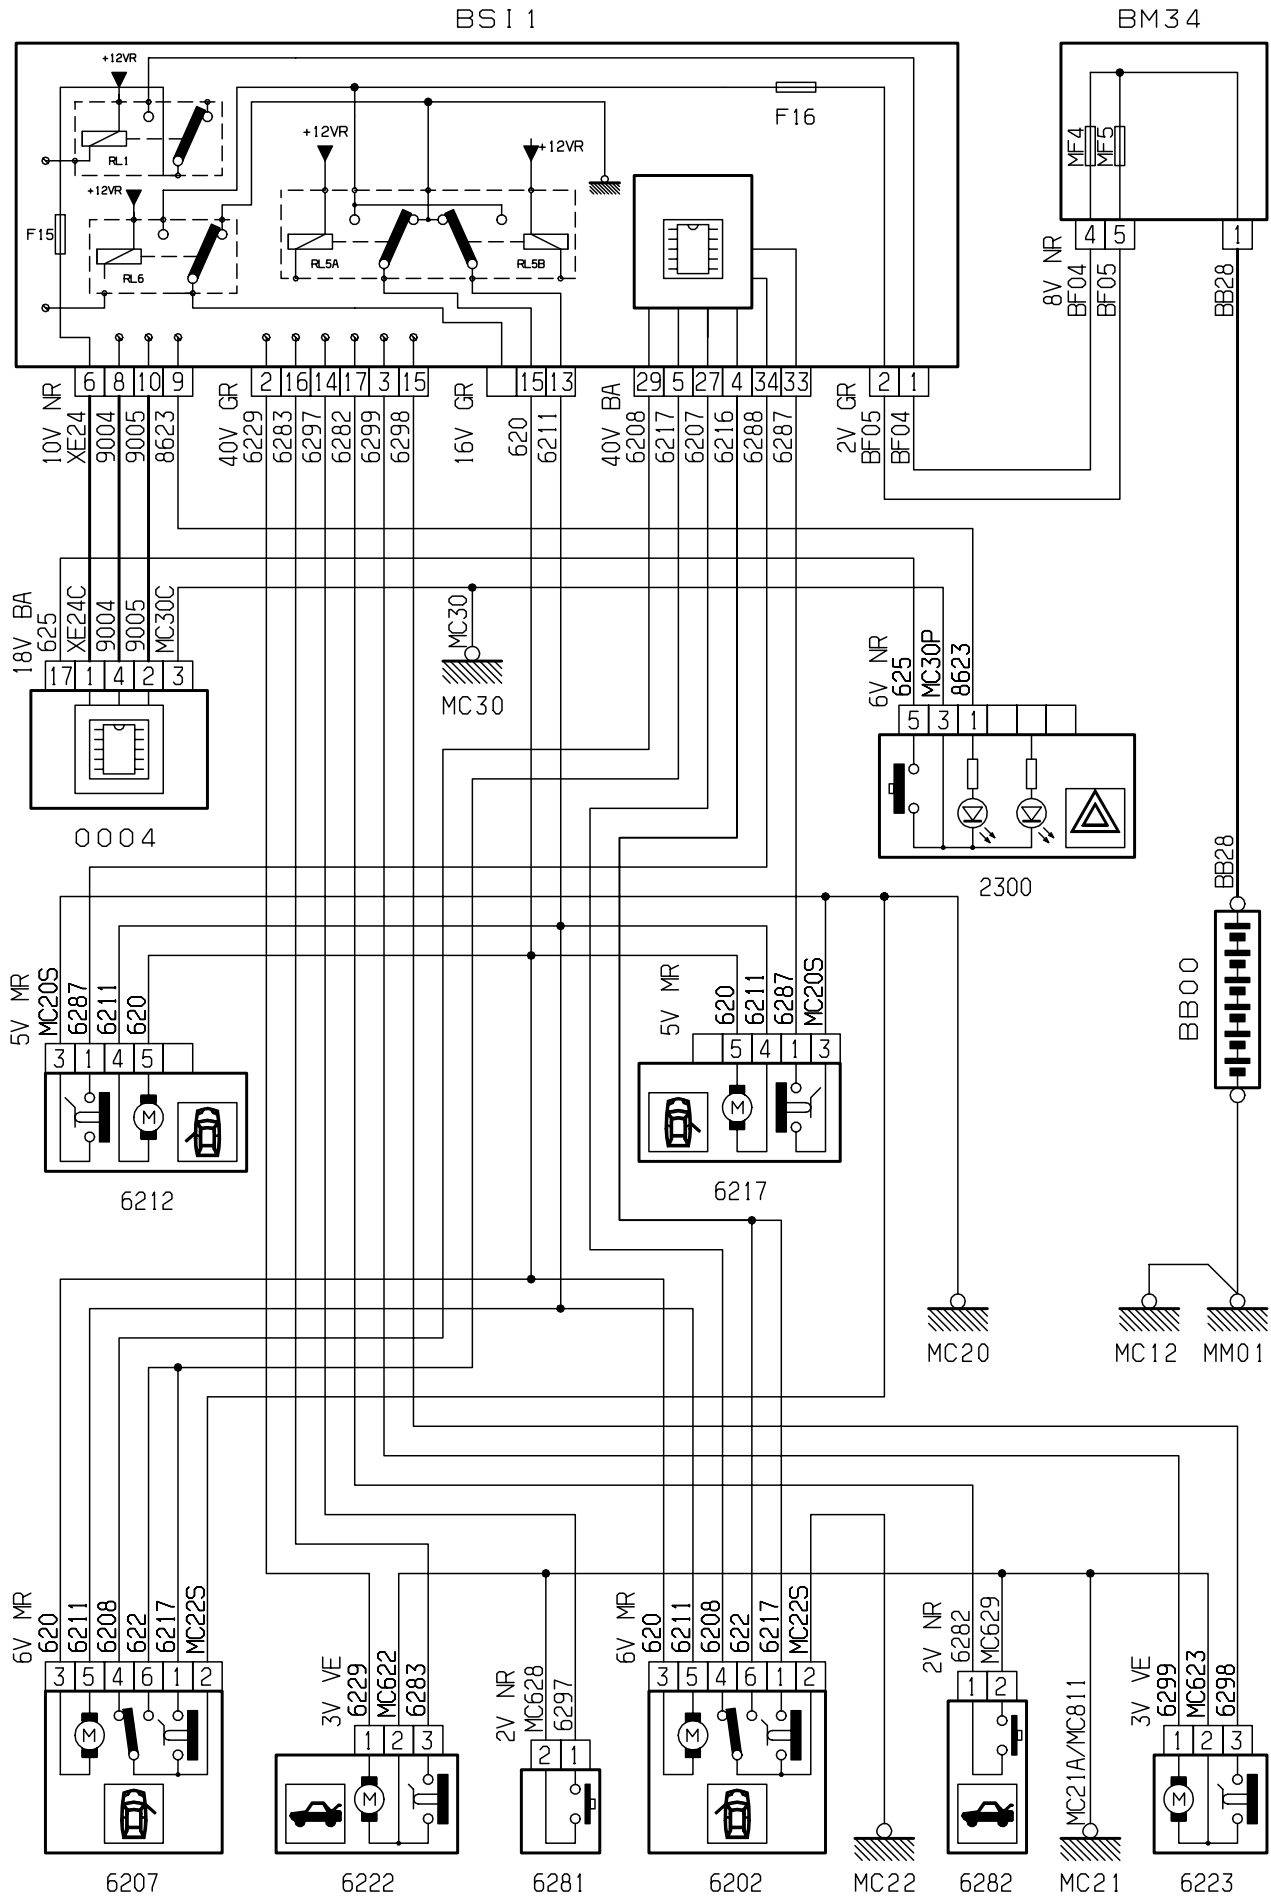 BSI1 BM34
+12VR
RL1
+12VR
RL6
F15
+12VR
+12VR
RL5A
RL5B
F16
MF4
MF5
4 5 1
8V NR
BF04
BF05
BB28
6 8 10 9 2 16 14 17 3 15 15 13 29 5 27 4 34 33 2 1
10V NR
XE24
9004
9005
8623
40V GR
6229
6283
6297
6282
6299
6298
16V GR
620
6211
40V BA
6208
6217
6207
6216
6288
6287
2V GR
BF05
BF04
18V BA
625
XE24C
9004
9005
MC30C
17 1 4 2 3
0004
MC30
MC30
6V NR
625
MC30P
8623
5 3 1
2300
BB28
BB00
5V MR
MC20S
6287
6211
620
3 1 4 5
M
6212
5V MR
620
6211
6287
MC20S
5 4 1 3
M
6217
MC20 MC12 MM01
6V MR
620
6211
6208
622
6217
MC22S
3 5 4 6 1 2
M
6207
3V VE
6229
MC622
6283
1 2 3
M
6222
2V NR
MC628
6297
2 1
6281
6V MR
620
6211
6208
622
6217
MC22S
3 5 4 6 1 2
M
6202
MC22
2V NR
6282
MC629
1 2
6282
MC21A/MC811
MC21
3V VE
6299
MC623
6298
1 2 3
M
6223